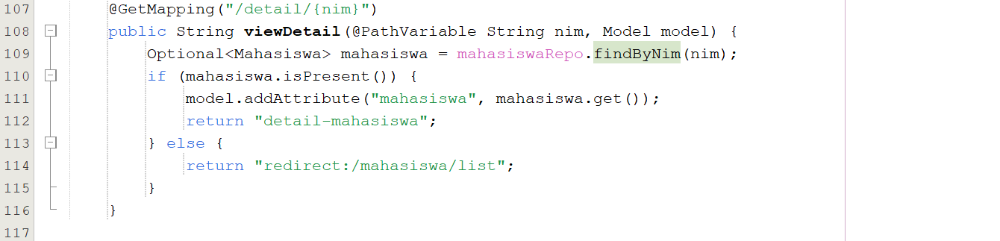 107 @GetMapping("/detail/{nim}")
108 public String viewDetail(@PathVariable String nim, Model model) {
109 Optional<Mahasiswa> mahasiswa = mahasiswaRepo.findByNim(nim);
110 if (mahasiswa.isPresent()) {
111 model.addAttribute("mahasiswa", mahasiswa.get());
112 return "detail-mahasiswa";
113 } else {
114 return "redirect:/mahasiswa/list";
115 }
116 }
117